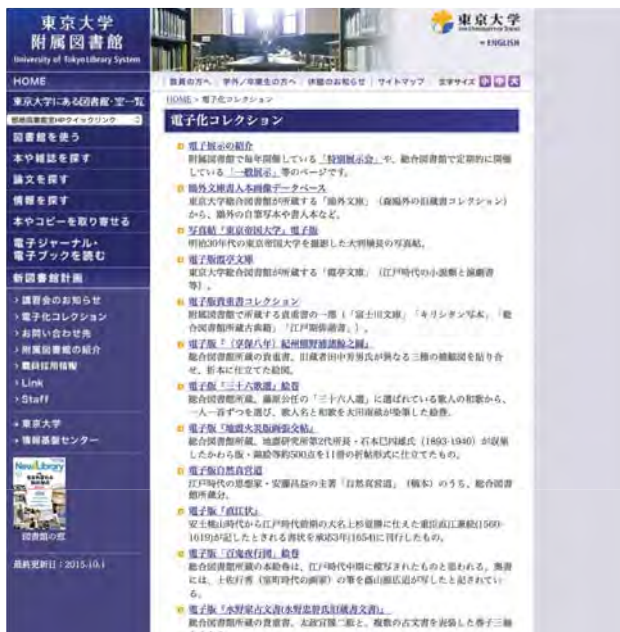 東京大学
附属図書館
University of Tokyo Library System
東京大学
▼ENGLISH
教員の方へ 学外/卒業生の方へ 休館のお知らせ サイトマップ 文字サイズ 小 中 大
HOME
東京大学にある図書館・室一覧
図書館を使う
本や雑誌を探す
論文を探す
情報を探す
本やコピーを取り寄せる
電子ジャーナル・
電子ブックを読む
新図書館計画
>講習会のお知らせ
>電子化コレクション
>お問い合わせ先
>附属図書館の紹介
>職員採用情報
>Link
>Staff
東京大学
情報基盤センター
New Library
図書館の窓
最終更新日:2015.10.1
HOME > 電子化コレクション
電子化コレクション
電子展示の紹介
附属図書館で毎年開催している「特別展示会」や、総合図書館で定期的に開催
している「一般展示」等のページです。
鴎外文庫書入本画像データベース
東京大学総合図書館が所蔵する「鴎外文庫」(森鴎外の旧蔵書コレクション)
から、鴎外の自筆写本や書入本など。
写真帖『東京帝国大学』電子版
明治30年代の東京帝国大学を撮影した大判横長の写真帖。
電子版霞亭文庫
東京大学総合図書館が所蔵する「霞亭文庫」(江戸時代の小説類と演劇書
等)。
電子版貴重書コレクション
附属図書館で所蔵する貴重書の一部(「富士川文庫」「キリシタン写本」「総
合図書館所蔵古典籍」「江戸期弥満書」)。
電子版『(享保八年)紀州熊野浦諸鯨之圖』
総合図書館所蔵の貴重書、旧蔵者田中芳男氏が異なる三種の捕鯨図を貼り合
せ、折本に仕立てた絵図。
電子版『三十六歌選』絵巻
総合図書館所蔵、藤原公任の「三十六人選」に選ばれている歌人の和歌から、
一人一首ずつを選び、歌人名と和歌を大田南畝が染筆した絵巻。
電子版『地震火災版画張交帖』
総合図書館所蔵、地震研究所第2代所長・石本巳四雄氏(1893-1940)が収集
したかわら版・錦絵等約500点を11冊の折帖形式に仕立てたもの。
電子版自然真営道
江戸時代の思想家・安藤昌益の主著「自然真営道」(稿本)のうち、総合図書
館所蔵分。
電子版『直江状』
安土桃山時代から江戸時代前期の大名上杉景勝に仕えた重臣直江兼続(1560-
1619)が記したとされる書状を承応3年(1654)に刊行したもの。
電子版『百鬼夜行図』絵巻
総合図書館所蔵の本絵巻は、江戸時代中期に模写されたものと思われる。奥書
には、土佐行秀(室町時代の画家)の筆を藤山源広道が写したと記されてい
る。
電子版『水野家古文書(水野忠幹氏旧蔵書文書)』
総合図書館所蔵の貴重書、太政官牒二枚と、複数の古文書を表装した巻子三軸